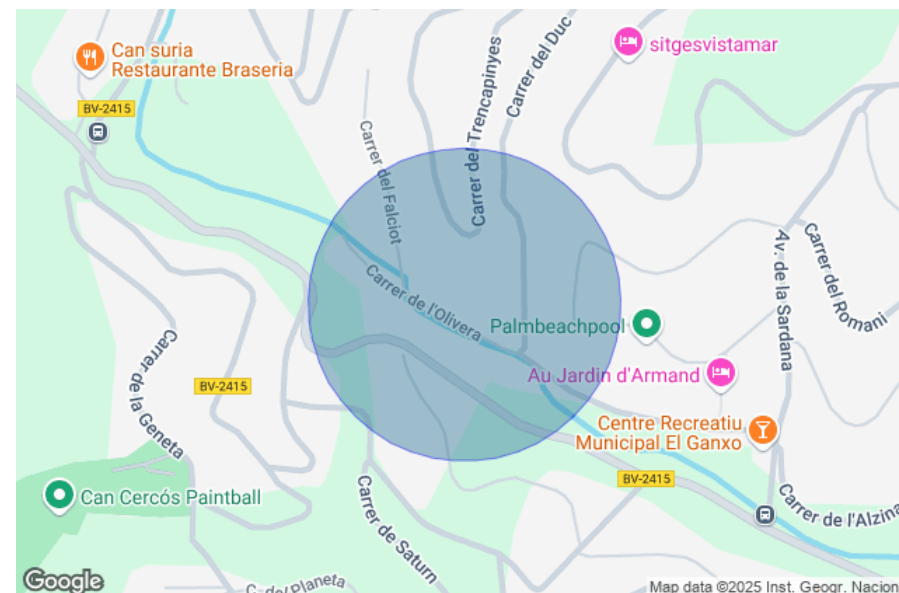 Can suria
Restaurante Braseria
BV-2415
sitgesvistamar
Carrer del Duc
Carrer del Trencapinyes
Carrer del Falciot
Carrer de l'Olivera
Av. de la Sardana
Carrer del Romani
Palmbeachpool
Au Jardin d'Armand
Carrer de la Geneta
BV-2415
Centre Recreatiu
Municipal El Ganxo
BV-2415
Can Cercós Paintball
Carrer de Saturn
Carrer de l'Alzina
C. del Planeta
Google
Map data ©2025 Inst. Geogr. Nacion